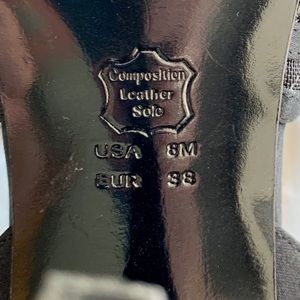 Composition
Leather
Sole
USA 8M
EUR 38